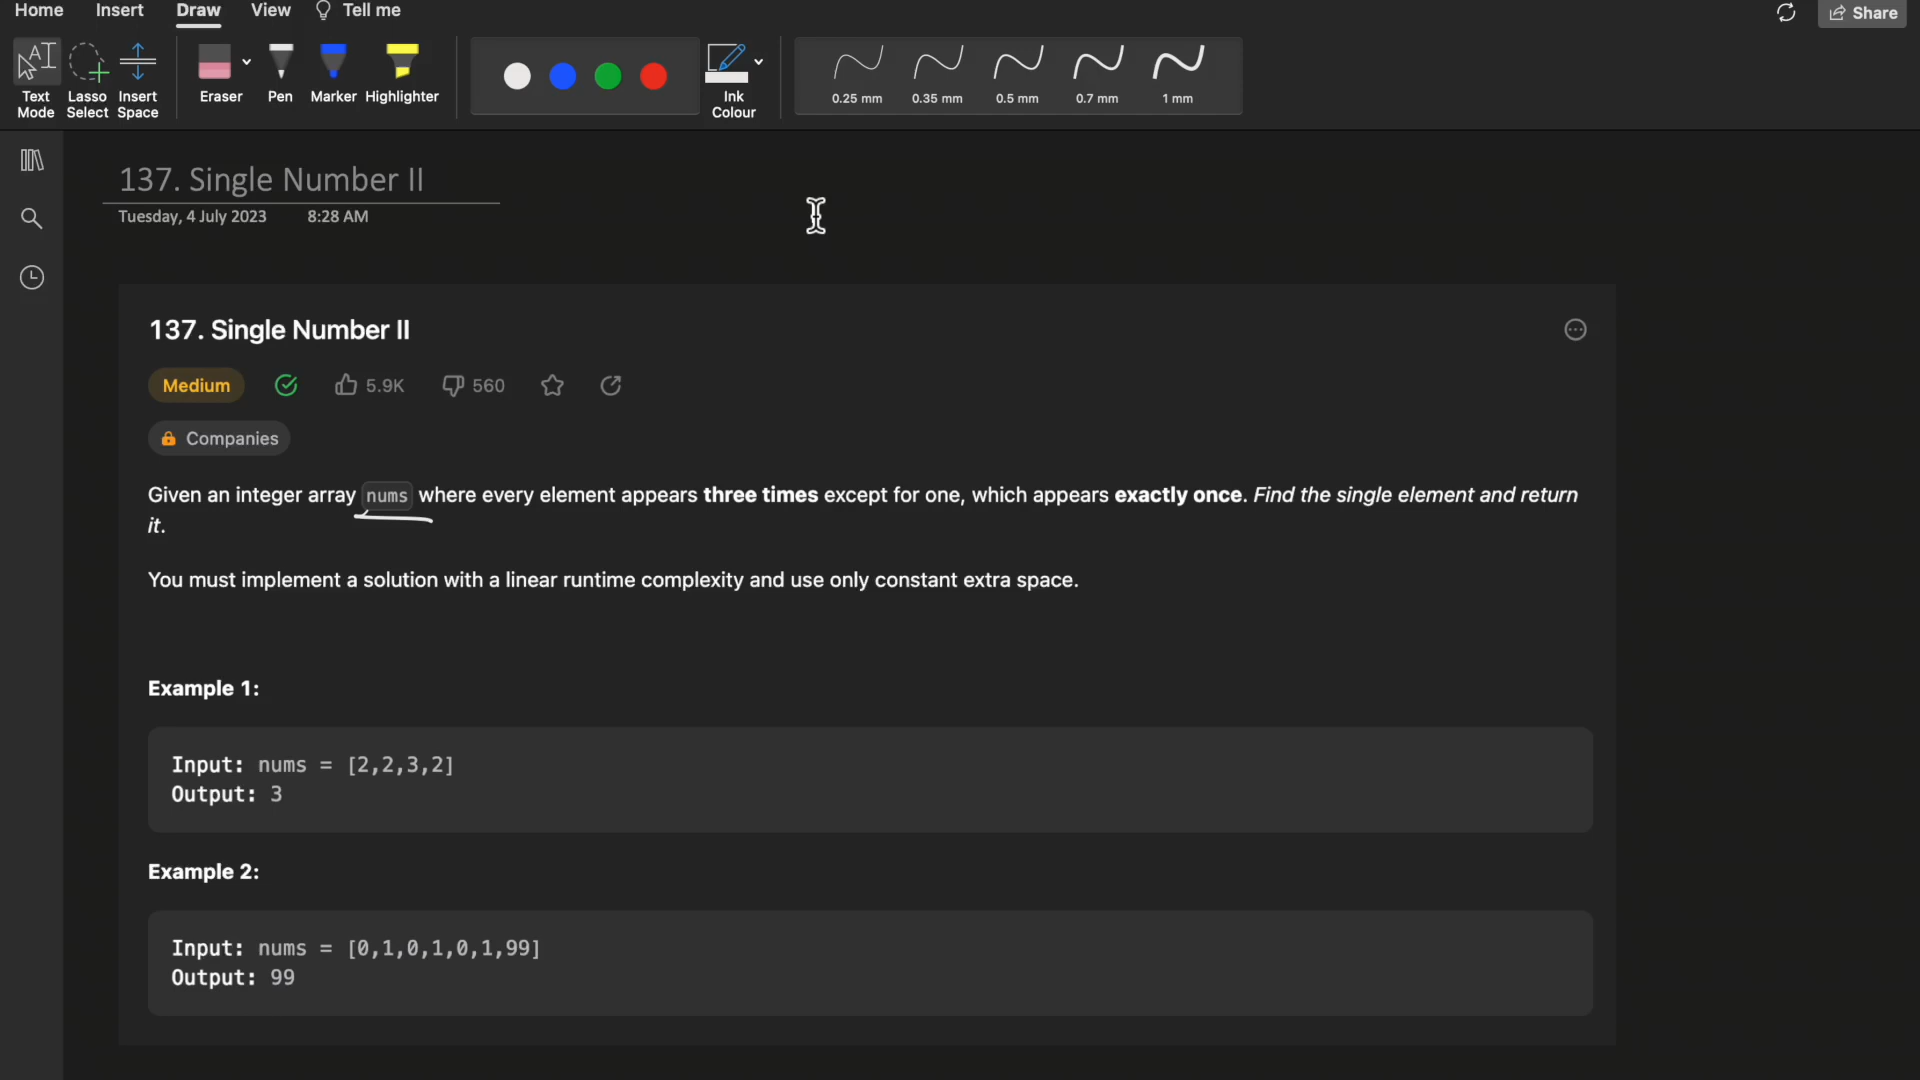 Home Insert Draw View Tell me Share
Text Mode
Lasso Select
Insert Space
Eraser
Pen
Marker
Highlighter
Ink Colour
0.25 mm
0.35 mm
0.5 mm
0.7 mm
1 mm
137. Single Number II
Tuesday, 4 July 2023 8:28 AM
137. Single Number II
Medium 5.9K 560
Companies
Given an integer array nums where every element appears three times except for one, which appears exactly once. Find the single element and return
it.
You must implement a solution with a linear runtime complexity and use only constant extra space.
Example 1:
Input: nums = [2,2,3,2]
Output: 3
Example 2:
Input: nums = [0,1,0,1,0,1,99]
Output: 99